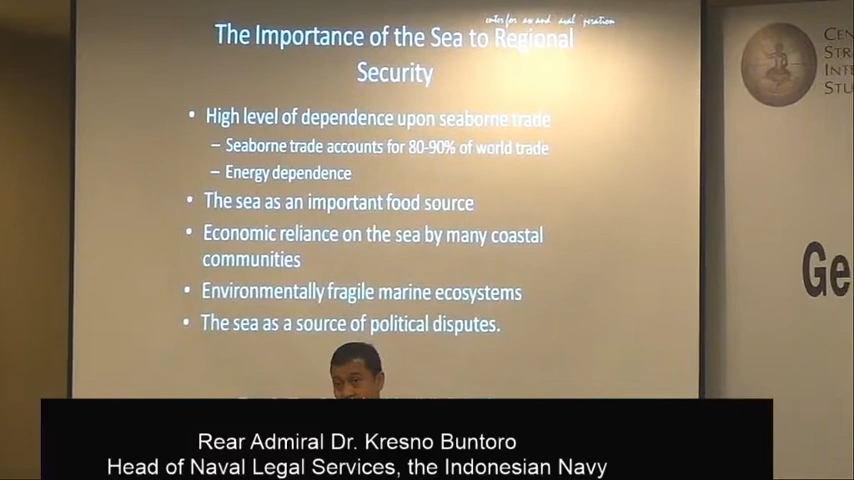 The Importance of the Sea to Regional
Security
• High level of dependence upon seaborne trade
– Seaborne trade accounts for 80-90% of world trade
– Energy dependence
• The sea as an important food source
• Economic reliance on the sea by many coastal
communities
• Environmentally fragile marine ecosystems
• The sea as a source of political disputes.
Ge
Rear Admiral Dr. Kresno Buntoro
Head of Naval Legal Services, the Indonesian Navy